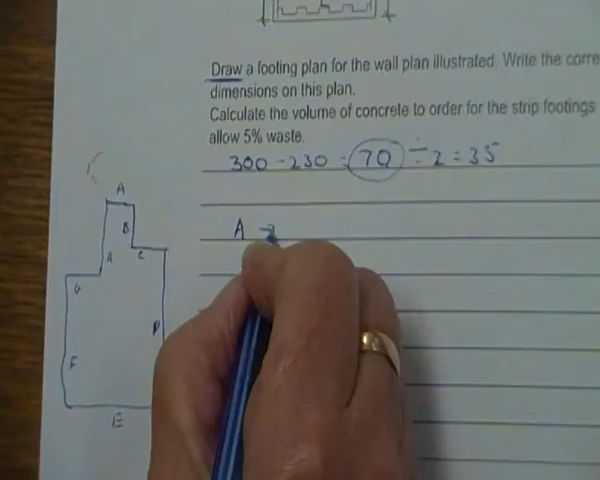 Draw a footing plan for the wall plan illustrated. Write the corre
dimensions on this plan.
Calculate the volume of concrete to order for the strip footings
allow 5% waste.
300 - 230 = 70 ÷ 2 = 35
A
A
B
C
G
D
F
E